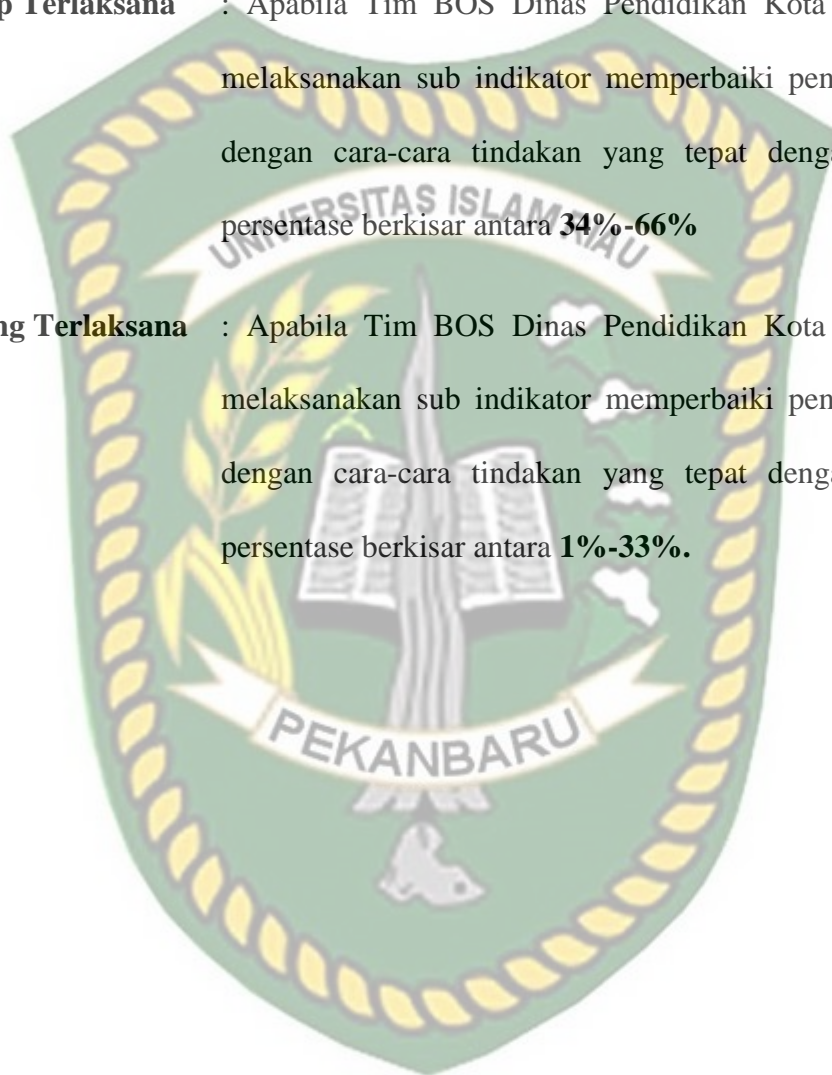 p Terlaksana : Apabila Tim BOS Dinas Pendidikan Kota
melaksanakan sub indikator memperbaiki pen
dengan cara-cara tindakan yang tepat denga
persentase berkisar antara 34%-66%
ng Terlaksana : Apabila Tim BOS Dinas Pendidikan Kota
melaksanakan sub indikator memperbaiki pen
dengan cara-cara tindakan yang tepat denga
persentase berkisar antara 1%-33%.
UNIVERSITAS ISLAM RIAU
PEKANBARU